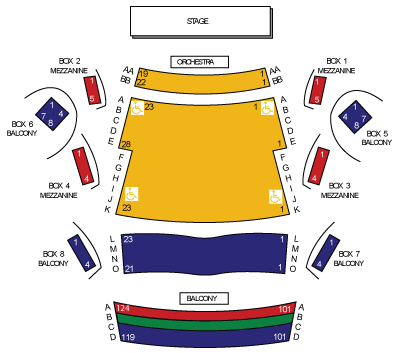 STAGE
ORCHESTRA
BOX 2
MEZZANINE
BOX 1
MEZZANINE
AA 19 1 AA
BB 22 1 BB
1
5
1
5
A 23 1 A
B B
C C
D D
E 28 1 E
F F
G G
H H
I I
J J
K 23 1 K
1
7 4
8
BOX 6
BALCONY
1
4 7
8
BOX 5
BALCONY
1
4
BOX 4
MEZZANINE
1
4
BOX 3
MEZZANINE
L 23 1 L
M M
N N
O 21 1 O
1
4
BOX 8
BALCONY
1
4
BOX 7
BALCONY
BALCONY
A 124 101 A
B B
C C
D 119 101 D